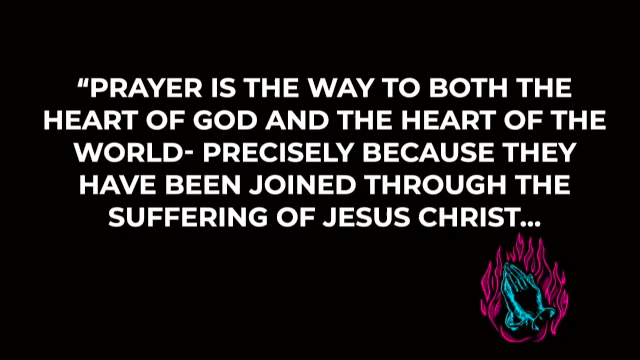 “PRAYER IS THE WAY TO BOTH THE
HEART OF GOD AND THE HEART OF THE
WORLD- PRECISELY BECAUSE THEY
HAVE BEEN JOINED THROUGH THE
SUFFERING OF JESUS CHRIST...